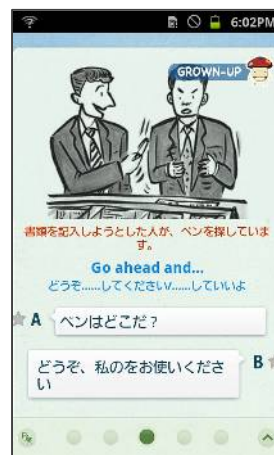 6:02PM
GROWN-UP
書類を記入しようとした人が、ペンを探していま
す。
Go ahead and...
どうぞ……してください/……していいよ
A ペンはどこだ？
どうぞ、私のをお使いくださ B
い